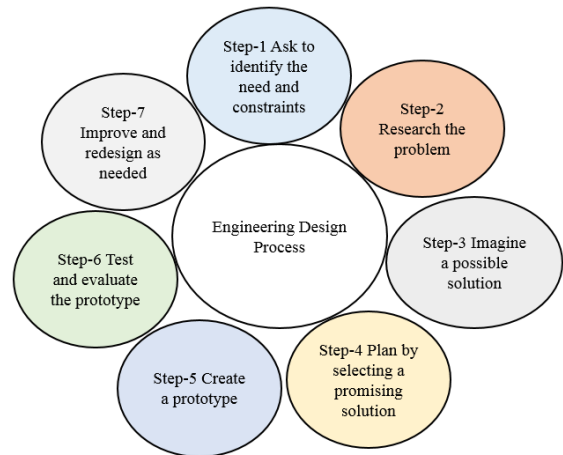 Step-1 Ask to
identify the
need and
constraints
Step-2
Research the
problem
Step-3 Imagine
a possible
solution
Step-4 Plan by
selecting a
promising
solution
Step-5 Create
a prototype
Step-6 Test
and evaluate
the prototype
Step-7
Improve and
redesign as
needed
Engineering Design
Process